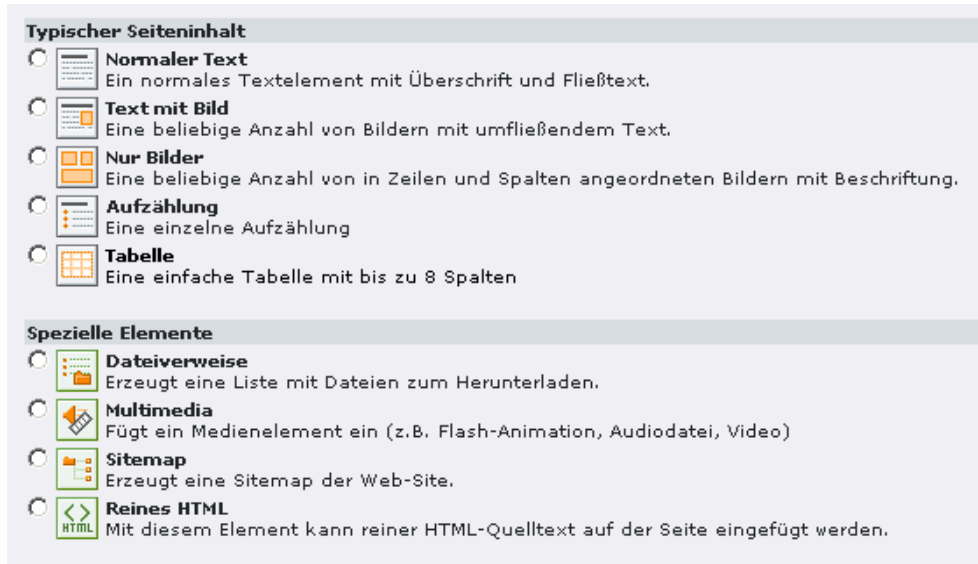 Typischer Seiteninhalt
Normaler Text
Ein normales Textelement mit Überschrift und Fließtext.
Text mit Bild
Eine beliebige Anzahl von Bildern mit umfließendem Text.
Nur Bilder
Eine beliebige Anzahl von in Zeilen und Spalten angeordneten Bildern mit Beschriftung.
Aufzählung
Eine einzelne Aufzählung
Tabelle
Eine einfache Tabelle mit bis zu 8 Spalten
Spezielle Elemente
Dateiverweise
Erzeugt eine Liste mit Dateien zum Herunterladen.
Multimedia
Fügt ein Medienelement ein (z.B. Flash-Animation, Audiodatei, Video)
Sitemap
Erzeugt eine Sitemap der Web-Site.
Reines HTML
<> HTML
Mit diesem Element kann reiner HTML-Quelltext auf der Seite eingefügt werden.